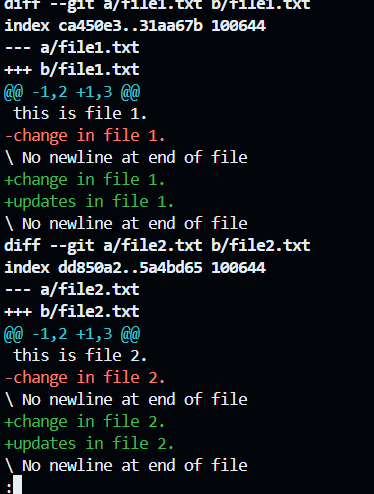 diff --git a/file1.txt b/file1.txt
index ca450e3..31aa67b 100644
--- a/file1.txt
+++ b/file1.txt
@@ -1,2 +1,3 @@
 this is file 1.
-change in file 1.
\ No newline at end of file
+change in file 1.
+updates in file 1.
\ No newline at end of file
diff --git a/file2.txt b/file2.txt
index dd850a2..5a4bd65 100644
--- a/file2.txt
+++ b/file2.txt
@@ -1,2 +1,3 @@
 this is file 2.
-change in file 2.
\ No newline at end of file
+change in file 2.
+updates in file 2.
\ No newline at end of file
: